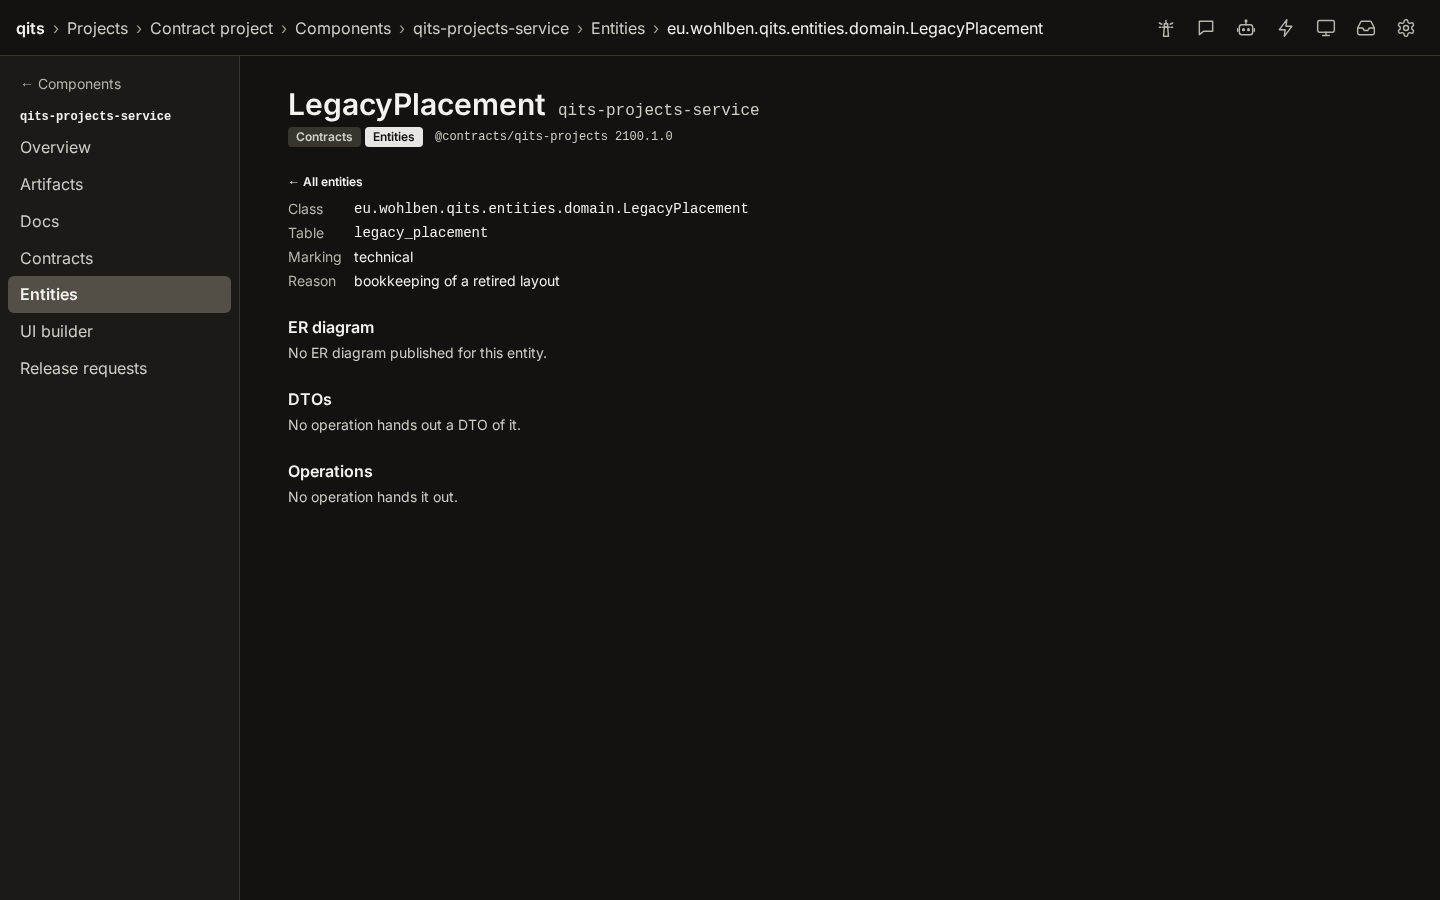 qits › Projects › Contract project › Components › qits-projects-service › Entities › eu.wohlben.qits.entities.domain.LegacyPlacement
← Components
qits-projects-service
Overview
Artifacts
Docs
Contracts
Entities
UI builder
Release requests
LegacyPlacement qits-projects-service
Contracts Entities @contracts/qits-projects 2100.1.0
← All entities
Class eu.wohlben.qits.entities.domain.LegacyPlacement
Table legacy_placement
Marking technical
Reason bookkeeping of a retired layout
ER diagram
No ER diagram published for this entity.
DTOs
No operation hands out a DTO of it.
Operations
No operation hands it out.